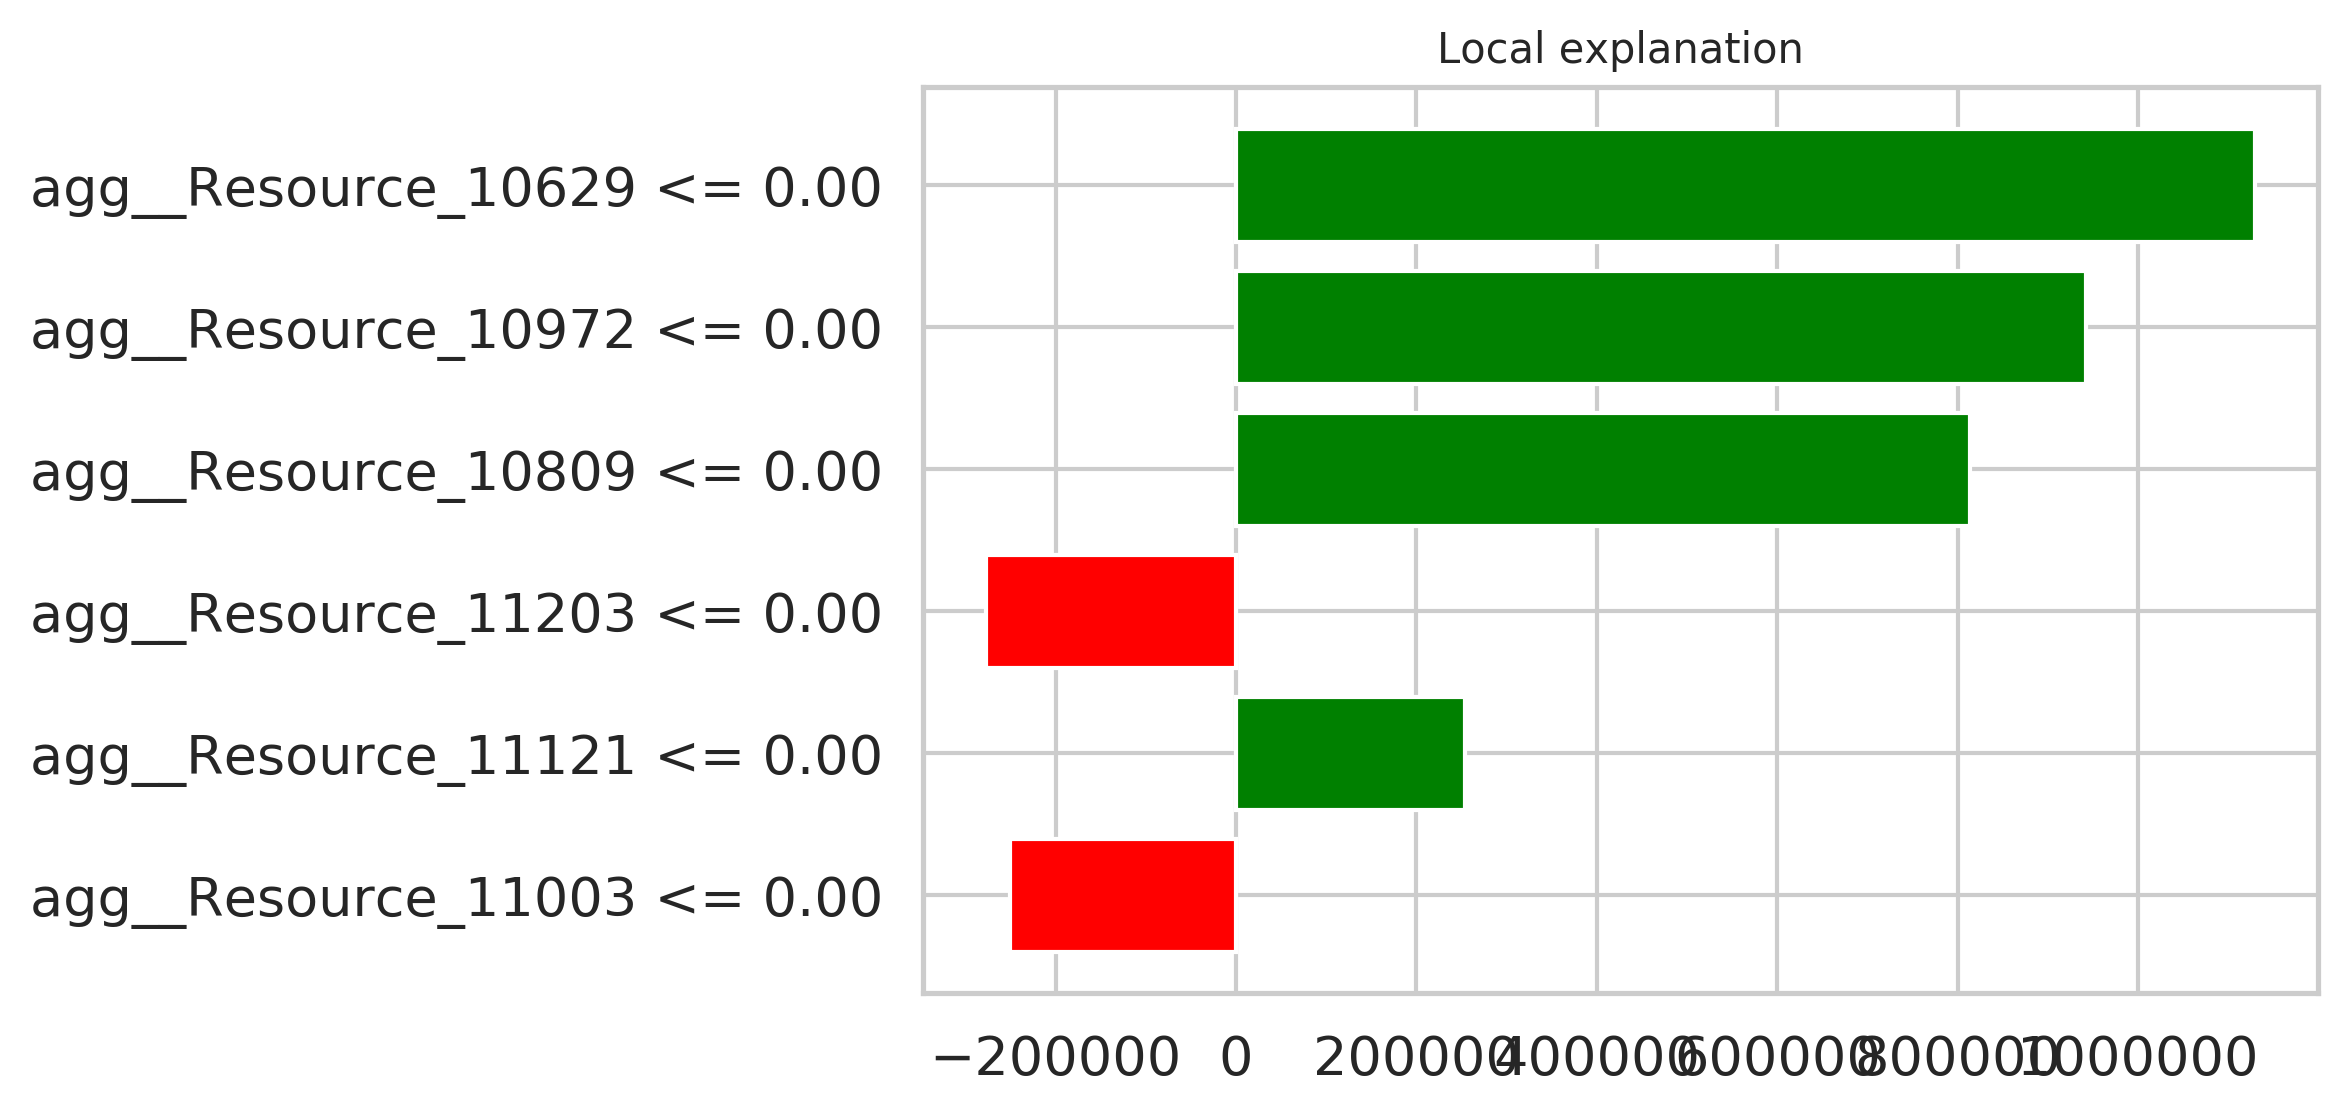 Local explanation
agg__Resource_10629 <= 0.00
agg__Resource_10972 <= 0.00
agg__Resource_10809 <= 0.00
agg__Resource_11203 <= 0.00
agg__Resource_11121 <= 0.00
agg__Resource_11003 <= 0.00
−200000 0 200000 400000 600000 800000 1000000